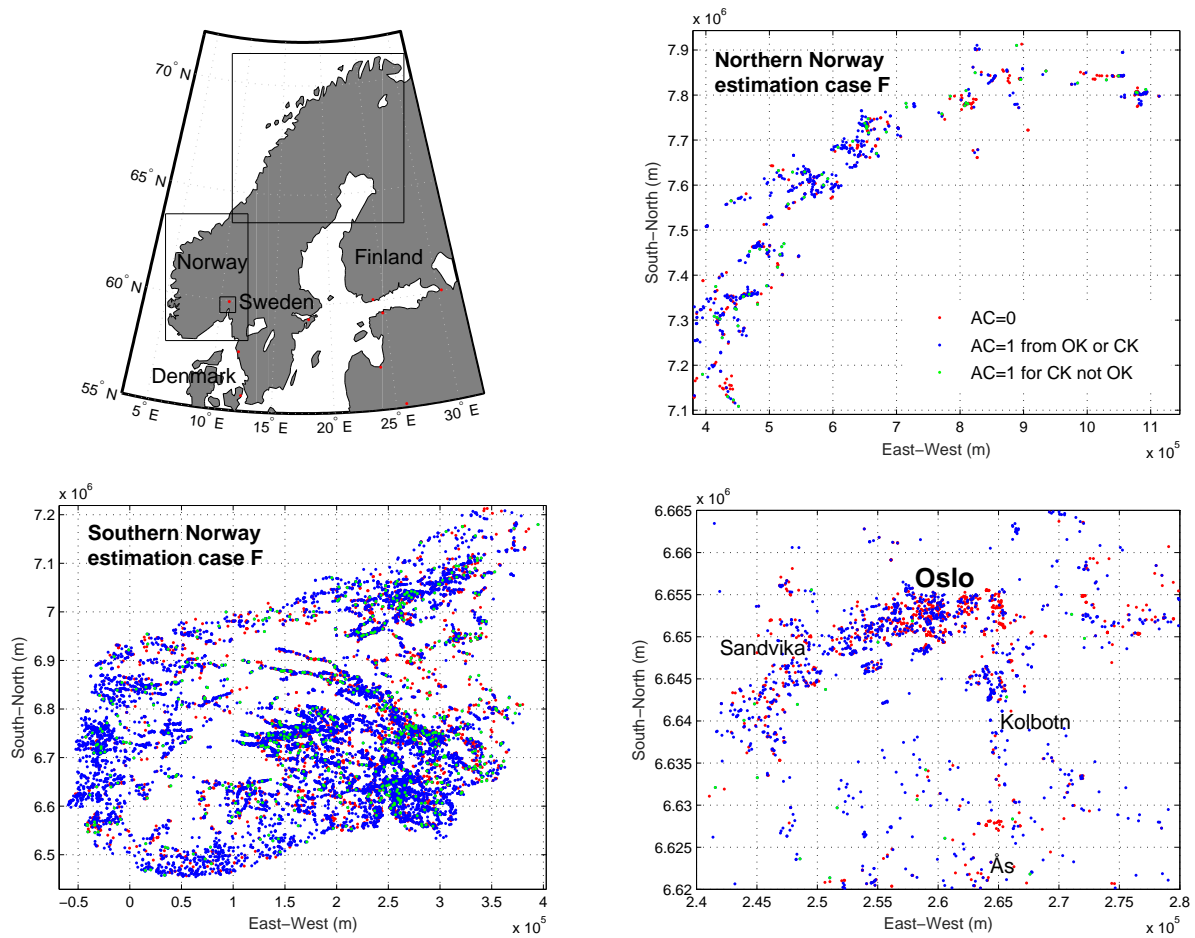 70° N
65° N
60° N
55° N
Norway
Finland
Sweden
Denmark
5° E
10° E
15° E
20° E
25° E
30° E
x 10^6
Northern Norway
estimation case F
7.9
7.8
7.7
7.6
7.5
7.4
7.3
7.2
7.1
South−North (m)
AC=0
AC=1 from OK or CK
AC=1 for CK not OK
4 5 6 7 8 9 10 11
East−West (m)
x 10^5
x 10^6
Southern Norway
estimation case F
7.2
7.1
7
6.9
6.8
6.7
6.6
6.5
South−North (m)
−0.5 0 0.5 1 1.5 2 2.5 3 3.5 4
East−West (m)
x 10^5
x 10^6
6.665
6.66
6.655
6.65
6.645
6.64
6.635
6.63
6.625
6.62
South−North (m)
Oslo
Sandvika
Kolbotn
Ås
2.4 2.45 2.5 2.55 2.6 2.65 2.7 2.75 2.8
East−West (m)
x 10^5